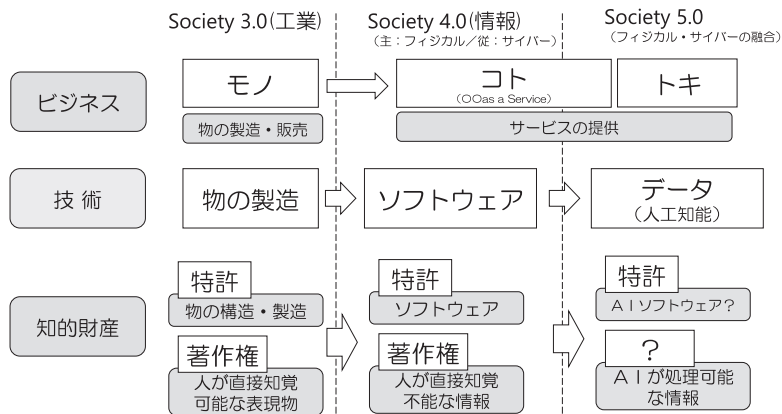 Society 3.0(工業)
Society 4.0(情報)
(主：フィジカル／従：サイバー)
Society 5.0
(フィジカル・サイバーの融合)
ビジネス
モノ
物の製造・販売
コト
(〇〇as a Service)
トキ
サービスの提供
技 術
物の製造
ソフトウェア
データ
(人工知能)
知的財産
特許
物の構造・製造
特許
ソフトウェア
特許
ＡＩソフトウェア？
著作権
人が直接知覚
可能な表現物
著作権
人が直接知覚
不能な情報
？
ＡＩが処理可能
な情報